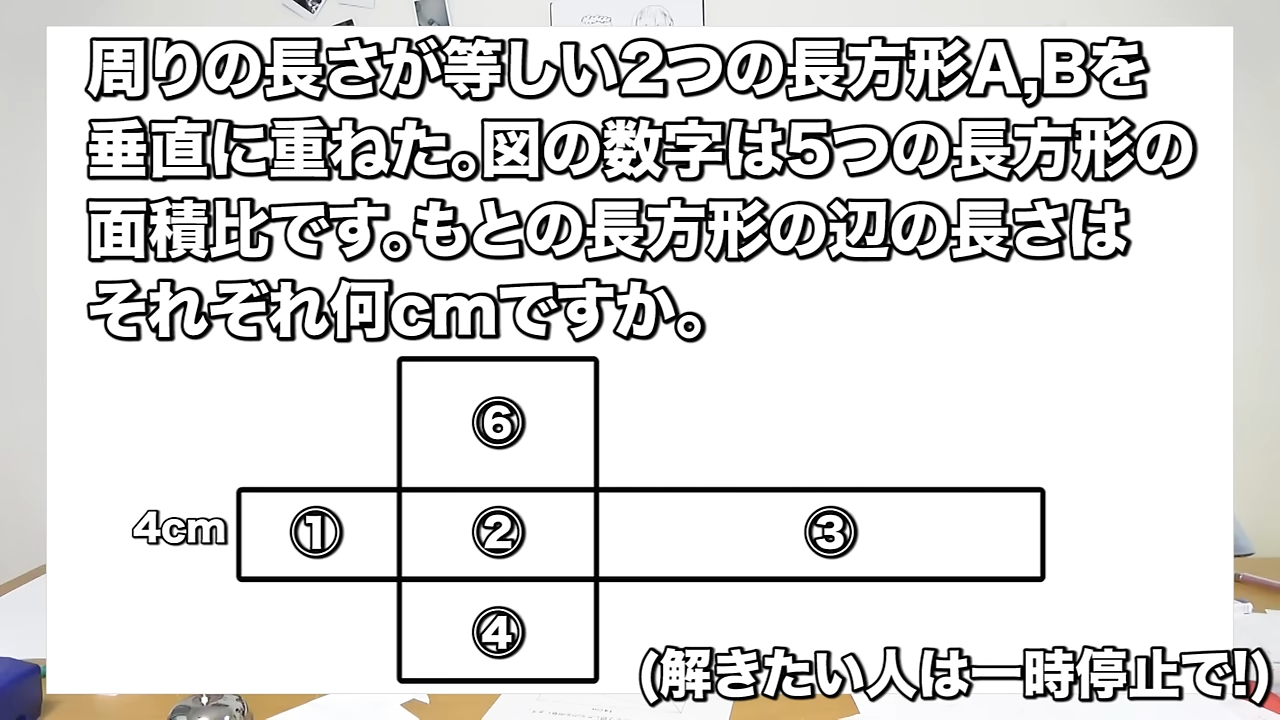 周りの長さが等しい2つの長方形A,Bを
垂直に重ねた。図の数字は5つの長方形の
面積比です。もとの長方形の辺の長さは
それぞれ何cmですか。
⑥
4cm ① ② ③
④
(解きたい人は一時停止で!)